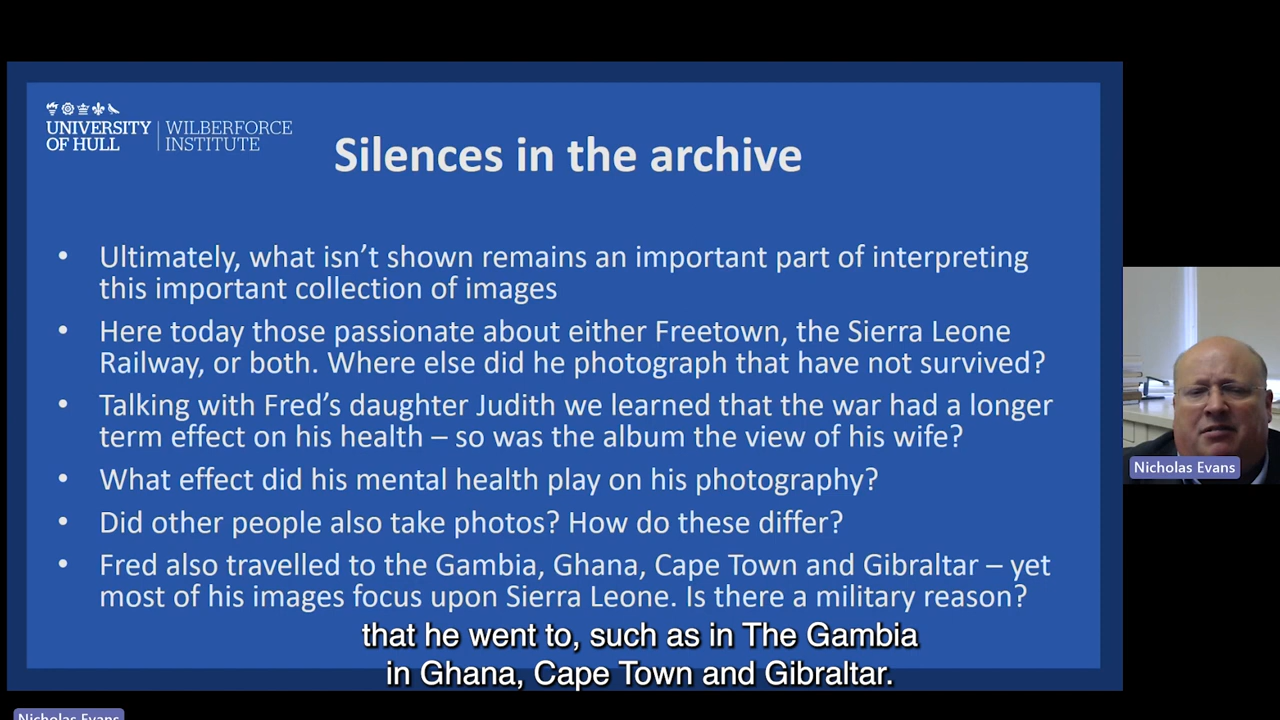 UNIVERSITY OF HULL
WILBERFORCE INSTITUTE
Silences in the archive
• Ultimately, what isn’t shown remains an important part of interpreting
this important collection of images
• Here today those passionate about either Freetown, the Sierra Leone
Railway, or both. Where else did he photograph that have not survived?
• Talking with Fred’s daughter Judith we learned that the war had a longer
term effect on his health – so was the album the view of his wife?
• What effect did his mental health play on his photography?
• Did other people also take photos? How do these differ?
• Fred also travelled to the Gambia, Ghana, Cape Town and Gibraltar – yet
most of his images focus upon Sierra Leone. Is there a military reason?
that he went to, such as in The Gambia
in Ghana, Cape Town and Gibraltar.
Nicholas Evans
Nicholas Evans